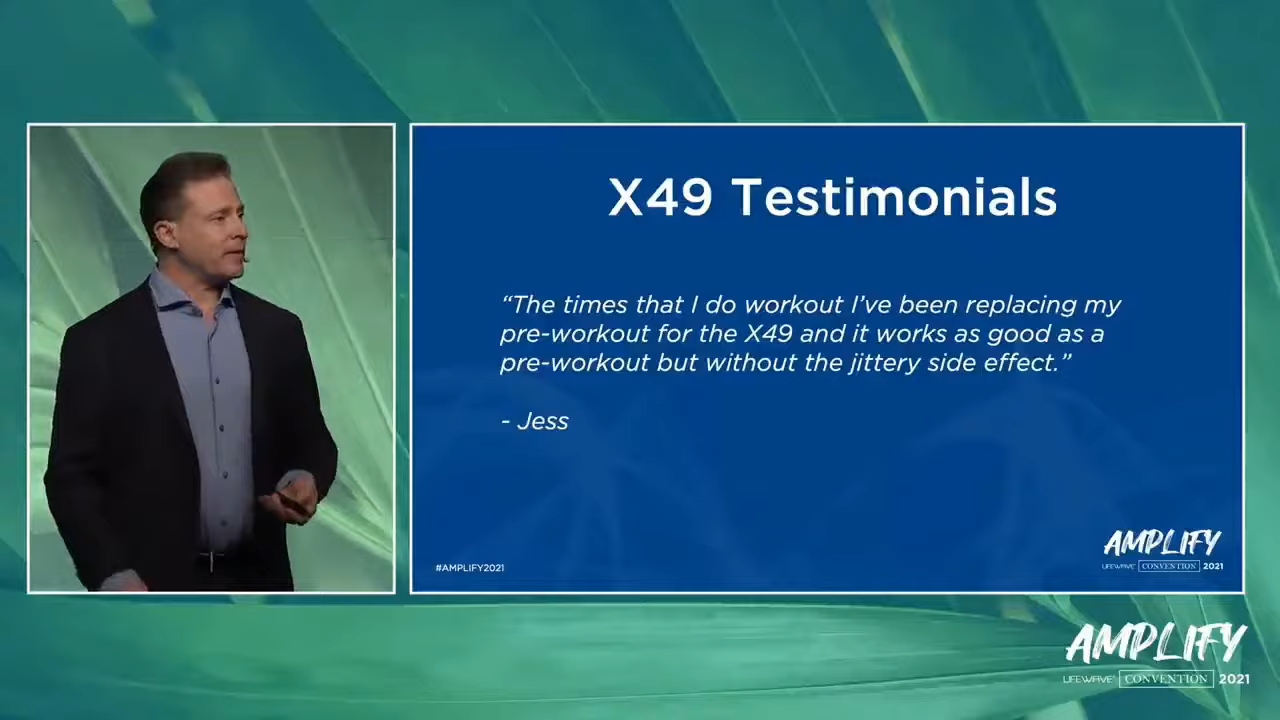 X49 Testimonials
“The times that I do workout I’ve been replacing my
pre-workout for the X49 and it works as good as a
pre-workout but without the jittery side effect.”
- Jess
#AMPLIFY2021
AMPLIFY
LIFEWAVE® CONVENTION 2021
AMPLIFY
LIFEWAVE® CONVENTION 2021